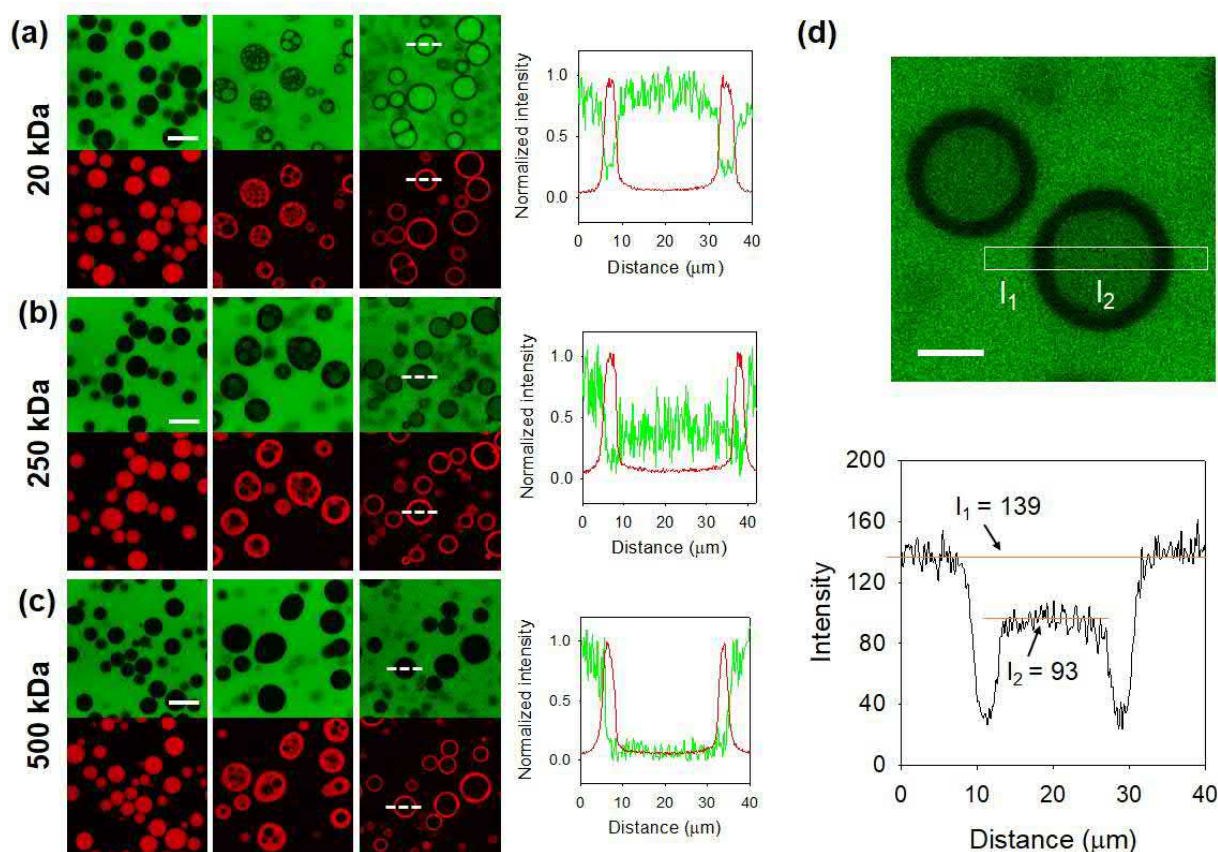 (a)
20 kDa
Normalized intensity
1.0
0.5
0.0
0 10 20 30 40
Distance (μm)
(b)
250 kDa
Normalized intensity
1.0
0.5
0.0
0 10 20 30 40
Distance (μm)
(c)
500 kDa
Normalized intensity
1.0
0.5
0.0
0 10 20 30 40
Distance (μm)
(d)
I₁ I₂
200
160
120
80
40
0
Intensity
I₁ = 139
I₂ = 93
0 10 20 30 40
Distance (μm)